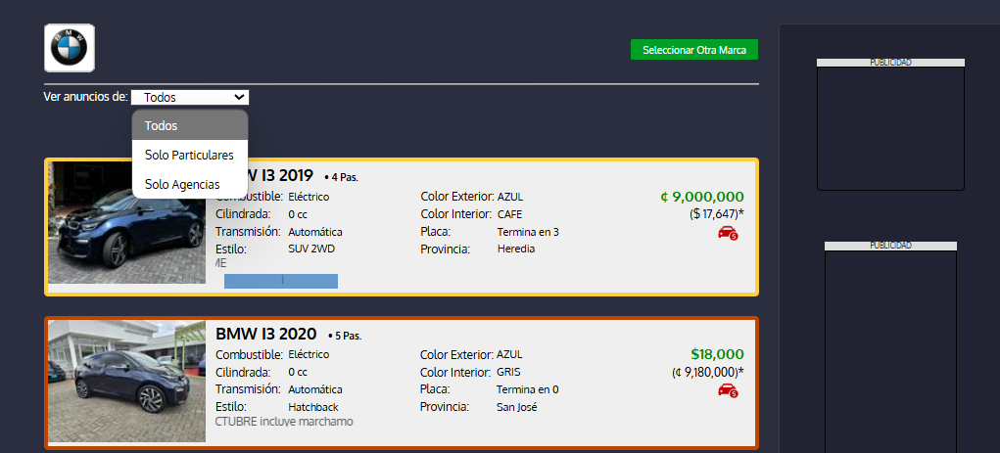 BMW
Seleccionar Otra Marca
PUBLICIDAD
Ver anuncios de: Todos
Todos
Solo Particulares
Solo Agencias
W I3 2019 • 4 Pas.
Combustible: Eléctrico
Cilindrada: 0 cc
Transmisión: Automática
Estilo: SUV 2WD
ME
Color Exterior: AZUL
Color Interior: CAFE
Placa: Termina en 3
Provincia: Heredia
¢ 9,000,000
($ 17,647)*
PUBLICIDAD
BMW I3 2020 • 5 Pas.
Combustible: Eléctrico
Cilindrada: 0 cc
Transmisión: Automática
Estilo: Hatchback
CTUBRE incluye marchamo
Color Exterior: AZUL
Color Interior: GRIS
Placa: Termina en 0
Provincia: San José
$18,000
(¢ 9,180,000)*